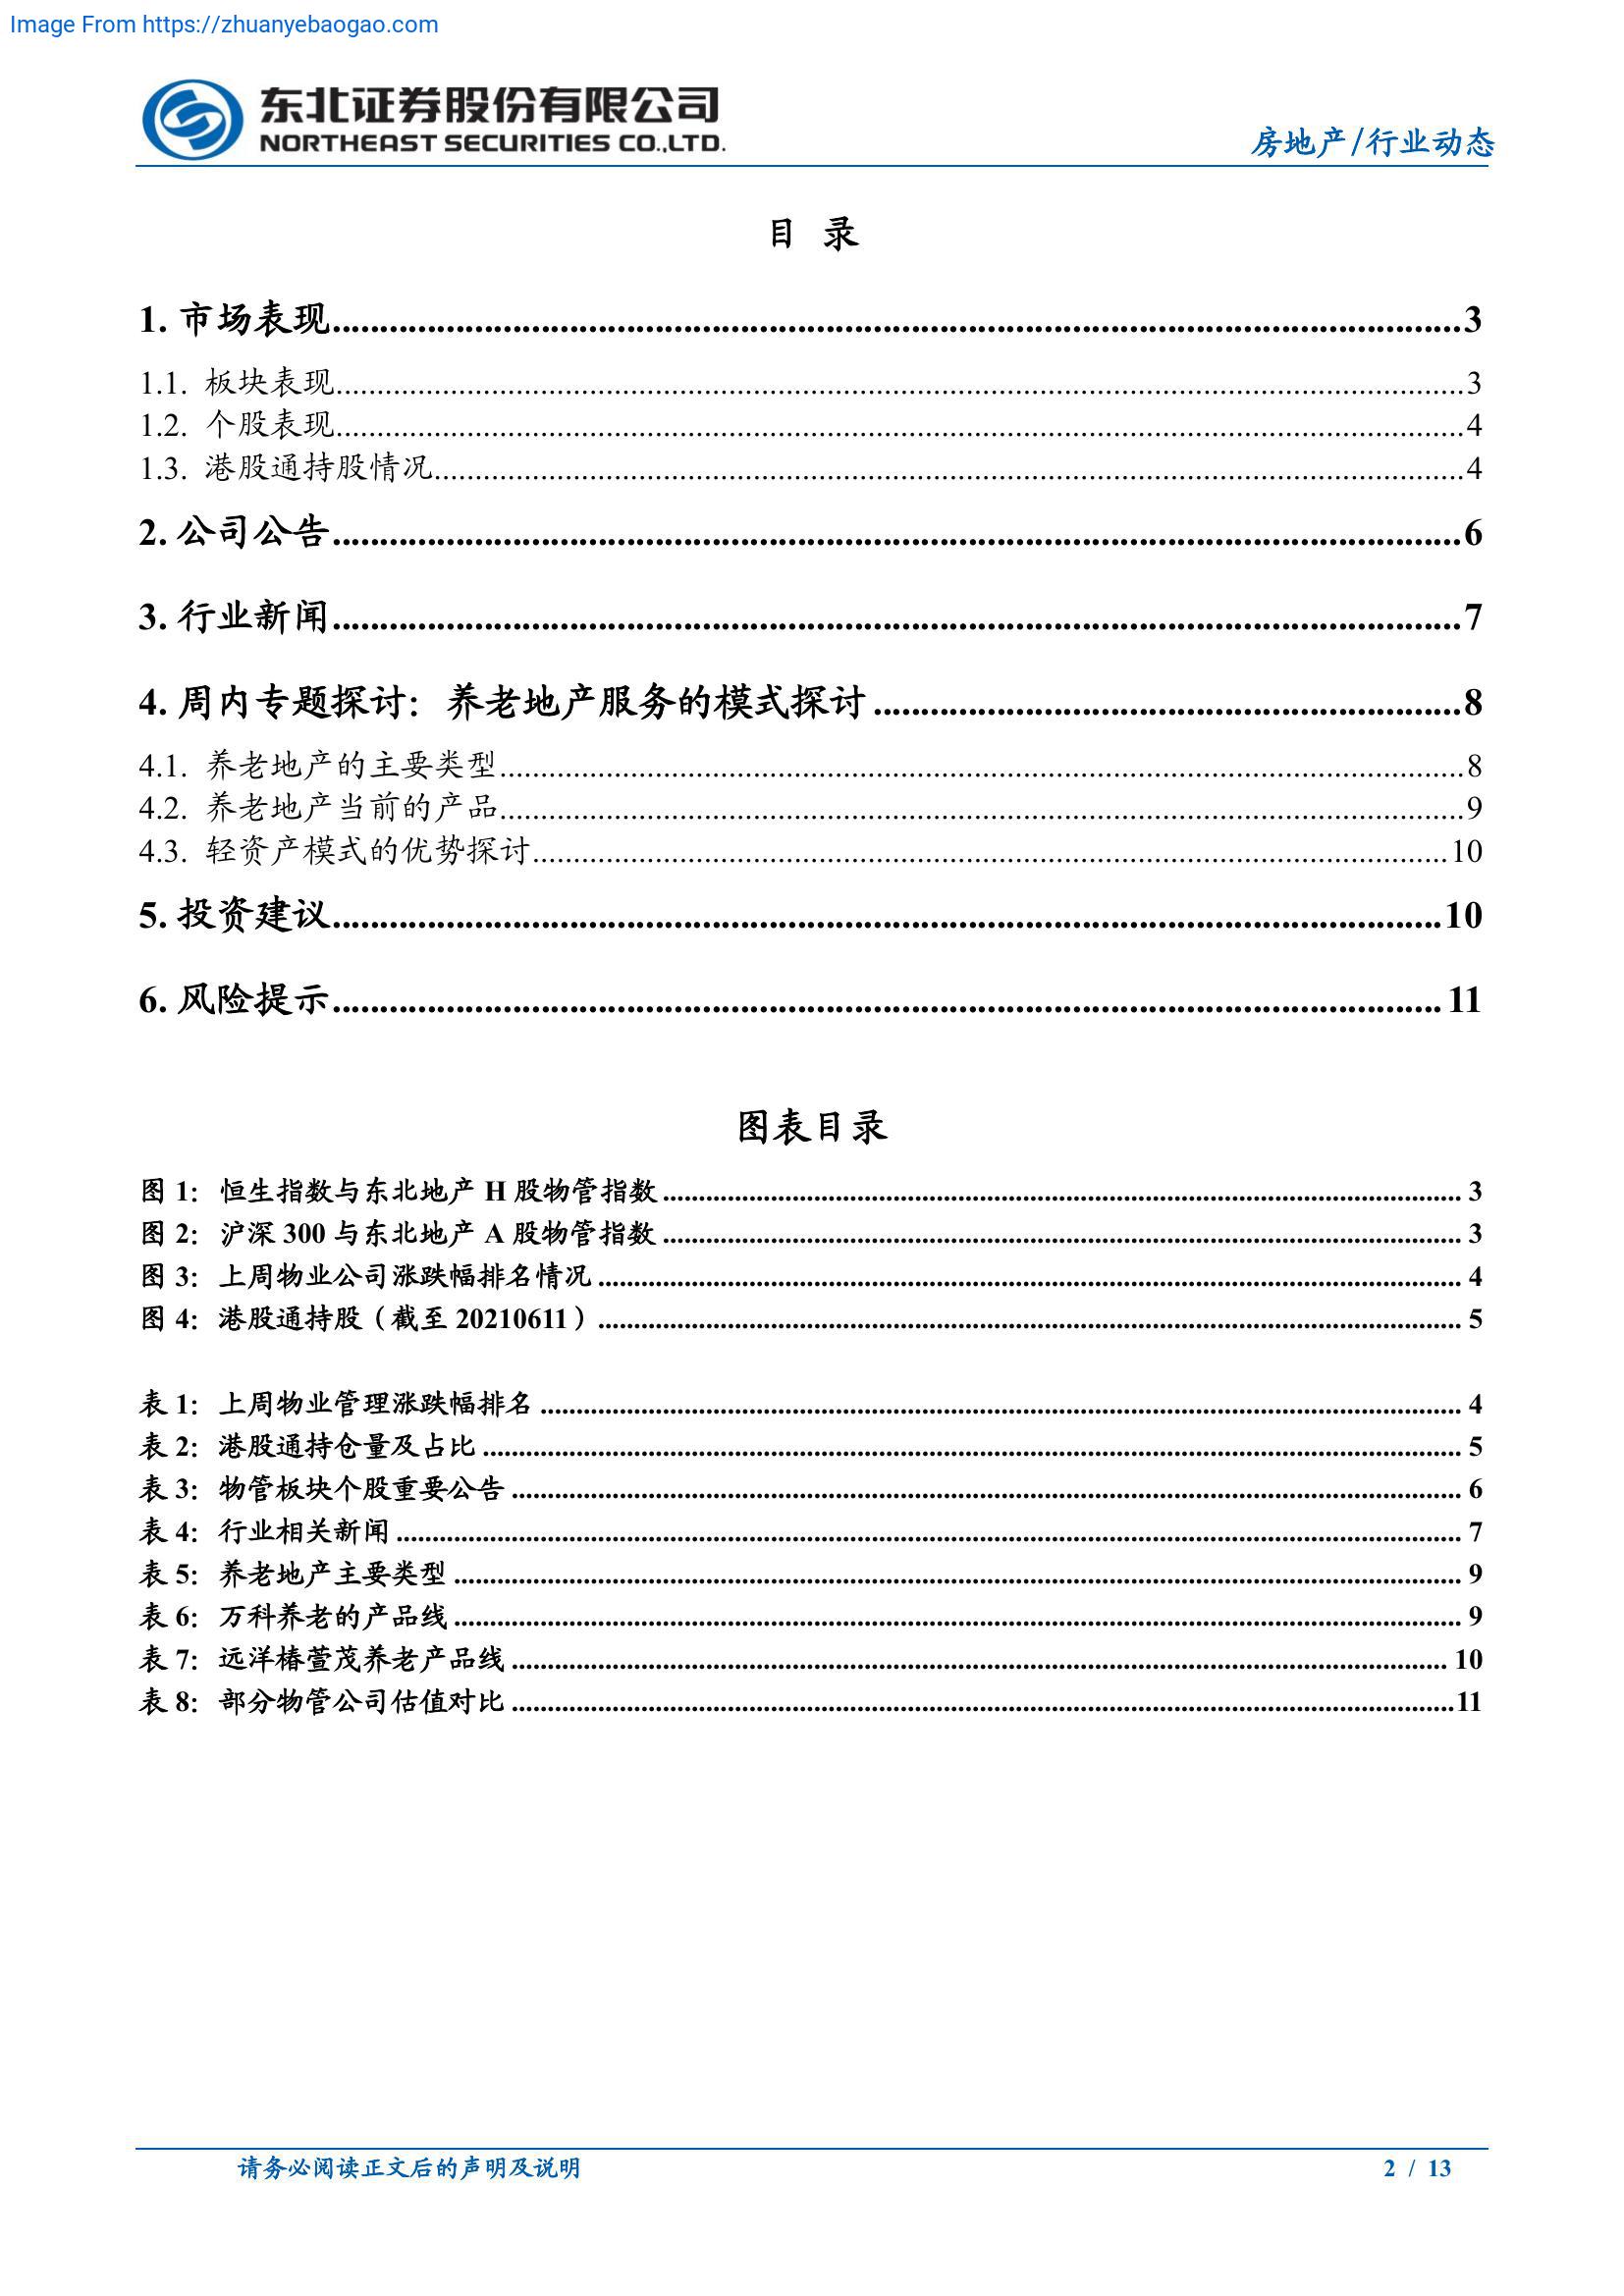 Image From https://zhuanyebaogao.com
东北证券股份有限公司
NORTHEAST SECURITIES CO.,LTD.
房地产/行业动态
目 录
1. 市场表现 3
1.1. 板块表现 3
1.2. 个股表现 4
1.3. 港股通持股情况 4
2. 公司公告 6
3. 行业新闻 7
4. 周内专题探讨：养老地产服务的模式探讨 8
4.1. 养老地产的主要类型 8
4.2. 养老地产当前的产品 9
4.3. 轻资产模式的优势探讨 10
5. 投资建议 10
6. 风险提示 11
图表目录
图 1：恒生指数与东北地产 H 股物管指数 3
图 2：沪深 300 与东北地产 A 股物管指数 3
图 3：上周物业公司涨跌幅排名情况 4
图 4：港股通持股（截至 20210611） 5
表 1：上周物业管理涨跌幅排名 4
表 2：港股通持仓量及占比 5
表 3：物管板块个股重要公告 6
表 4：行业相关新闻 7
表 5：养老地产主要类型 9
表 6：万科养老的产品线 9
表 7：远洋椿萱茂养老产品线 10
表 8：部分物管公司估值对比 11
请务必阅读正文后的声明及说明
2 / 13